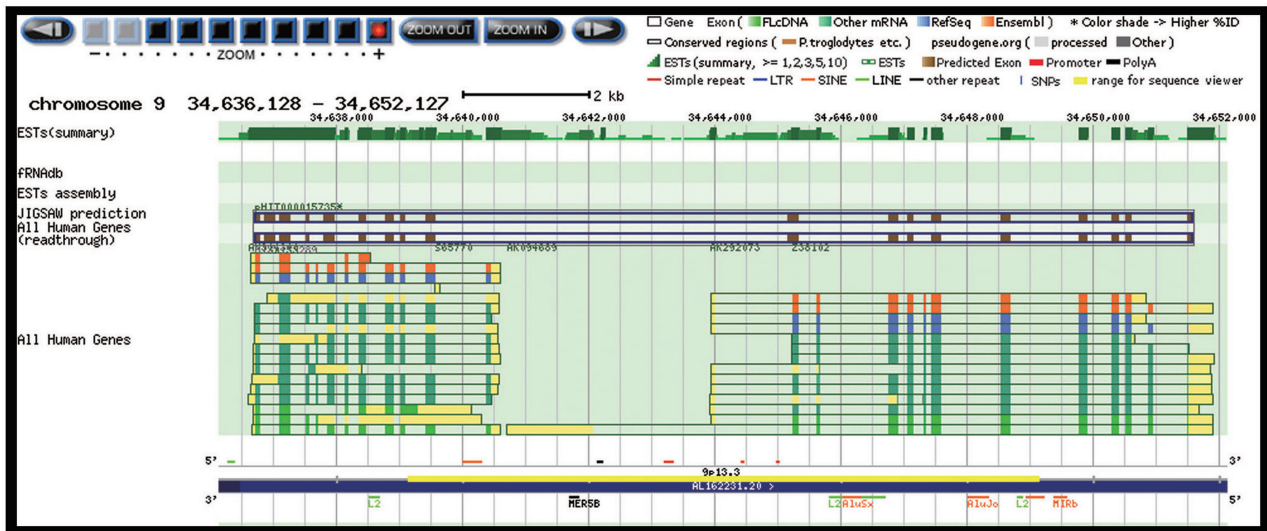 ZOOM OUT ZOOM IN
- ZOOM +
Gene Exon ( FLcDNA Other mRNA RefSeq Ensembl ) * Color shade -> Higher %ID
Conserved regions ( P.troglodytes etc. ) pseudogene.org ( processed Other )
ESTs (summary, >= 1,2,3,5,10) ESTs Predicted Exon Promoter PolyA
Simple repeat LTR SINE LINE other repeat SNPs range for sequence viewer
chromosome 9 34,636,128 - 34,652,127 2 kb
34,638,000 34,640,000 34,642,000 34,644,000 34,646,000 34,648,000 34,650,000 34,652,000
ESTs(summary)
fRNAdb
ESTs assembly
pHIT000015735*
JIGSAW prediction
All Human Genes
(readthrough)
S65770 AK094689 AK292073 Z38102
All Human Genes
5' 3'
9p13.3
AL162231.20 >
3' 5'
L2 MER5B L2 AluSx AluJo L2 MIRb